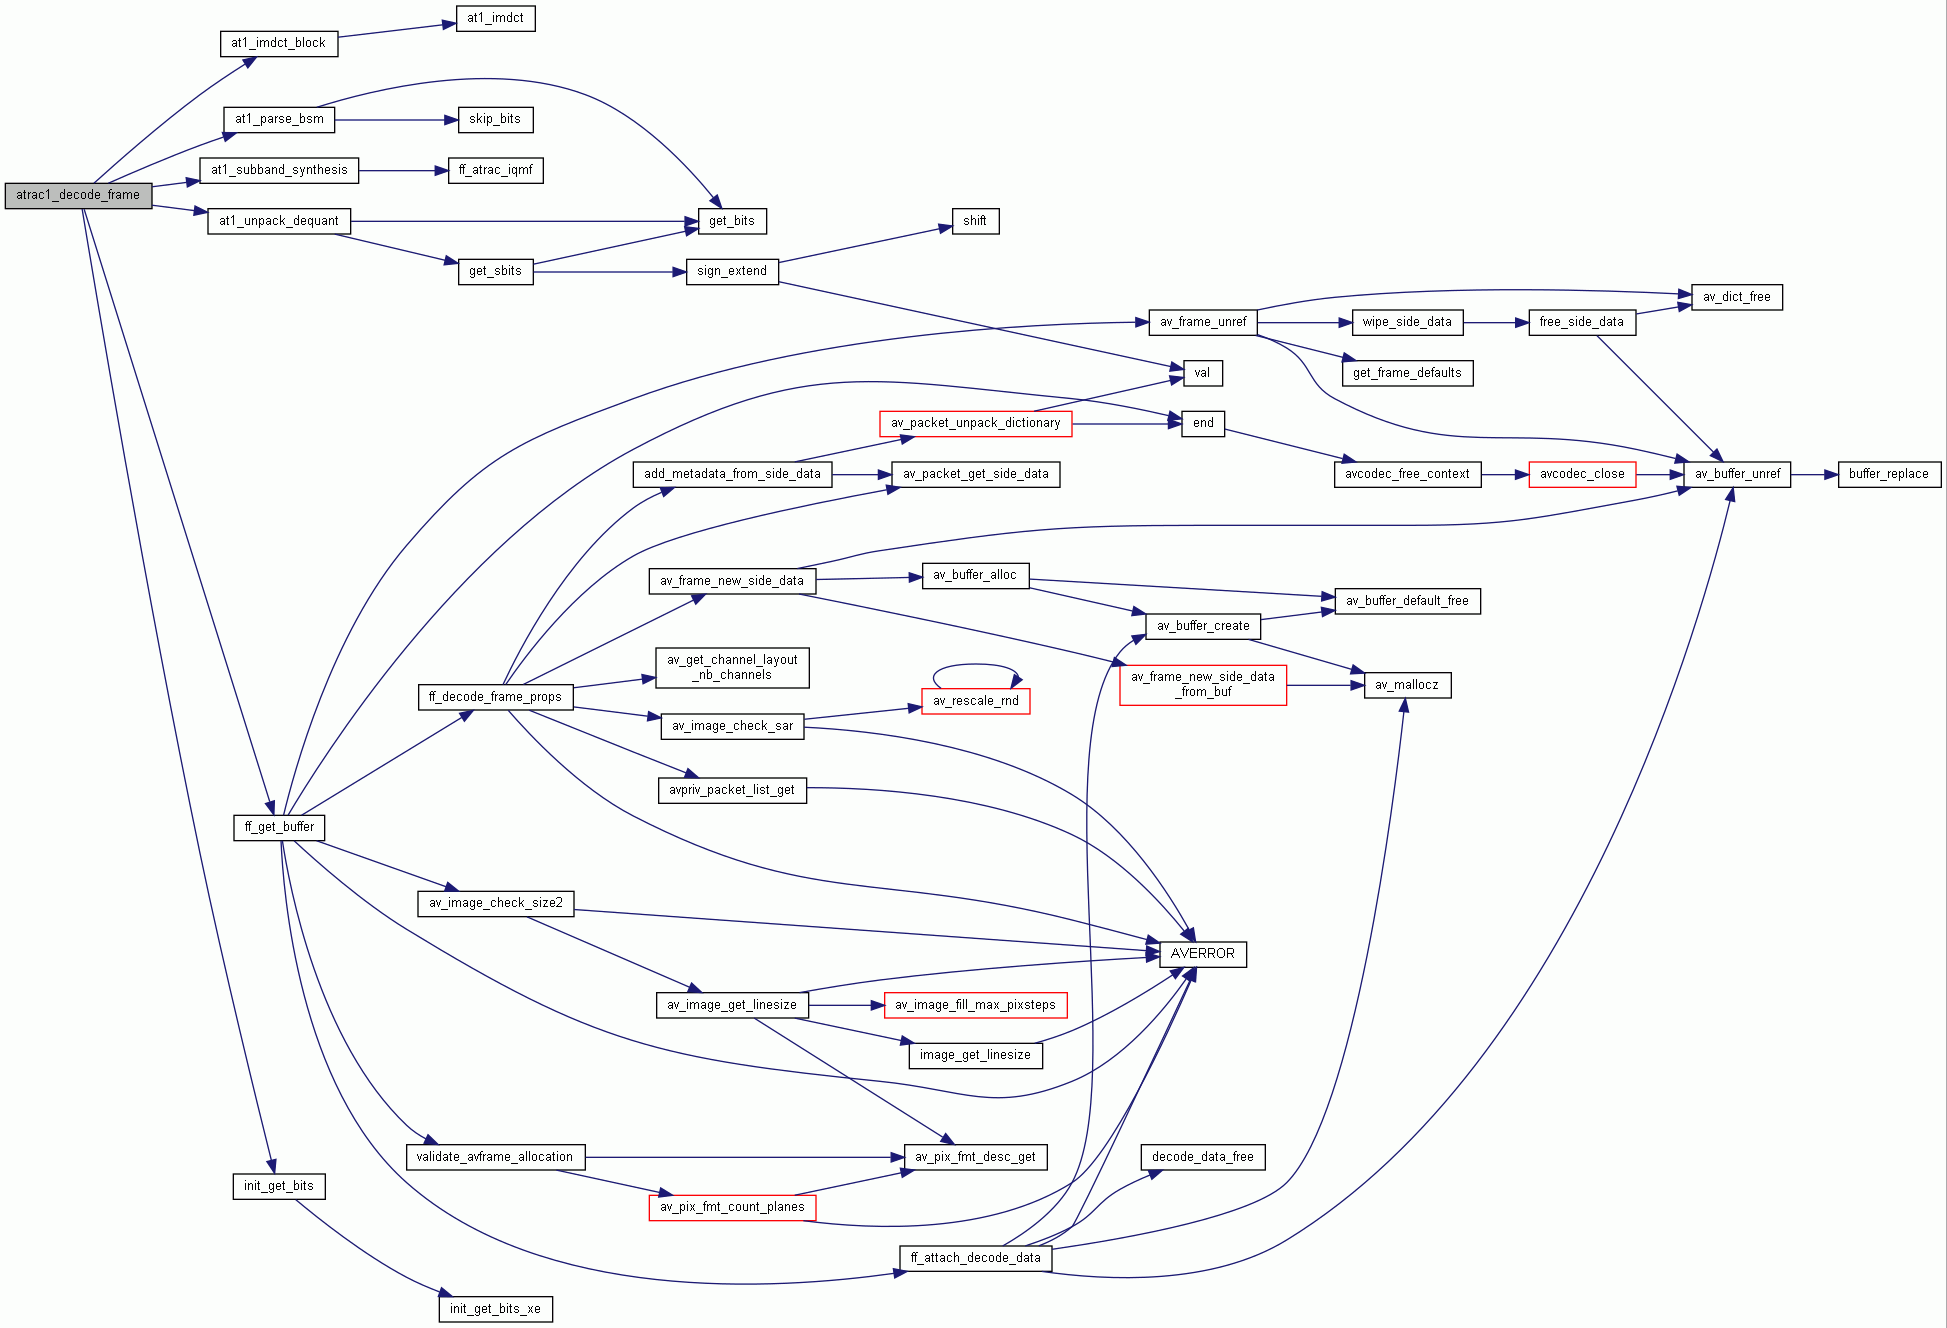 at1_imdct
at1_imdct_block
at1_parse_bsm
skip_bits
at1_subband_synthesis
ff_atrac_iqmf
atrac1_decode_frame
at1_unpack_dequant
get_bits
shift
get_sbits
sign_extend
av_dict_free
av_frame_unref
wipe_side_data
free_side_data
val
get_frame_defaults
av_packet_unpack_dictionary
end
add_metadata_from_side_data
av_packet_get_side_data
avcodec_free_context
avcodec_close
av_buffer_unref
buffer_replace
av_frame_new_side_data
av_buffer_alloc
av_buffer_default_free
av_buffer_create
av_get_channel_layout
_nb_channels
av_frame_new_side_data
_from_buf
av_mallocz
ff_decode_frame_props
av_rescale_rnd
av_image_check_sar
avpriv_packet_list_get
ff_get_buffer
av_image_check_size2
AVERROR
av_image_get_linesize
av_image_fill_max_pixsteps
image_get_linesize
validate_avframe_allocation
av_pix_fmt_desc_get
decode_data_free
init_get_bits
av_pix_fmt_count_planes
ff_attach_decode_data
init_get_bits_xe